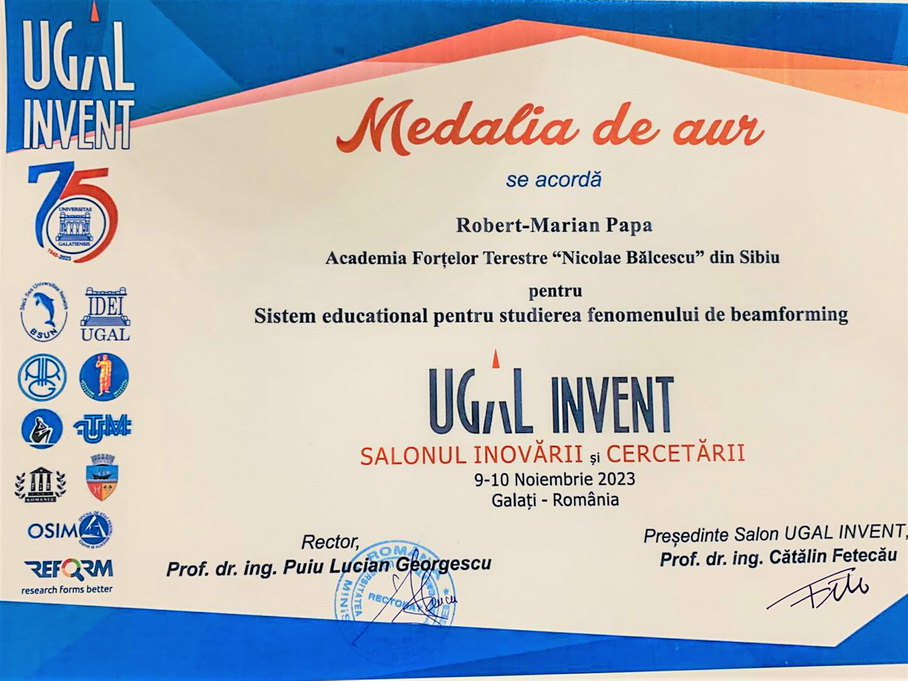 UGAL
INVENT
75
UNIVERSITAS
GALATIENSIS
1948-2023
BSUN
IDEI
UGAL
UTM
OSIM
REFORM
research forms better
Medalia de aur
se acordă
Robert-Marian Papa
Academia Forțelor Terestre “Nicolae Bălcescu” din Sibiu
pentru
Sistem educational pentru studierea fenomenului de beamforming
UGAL INVENT
SALONUL INOVĂRII și CERCETĂRII
9-10 Noiembrie 2023
Galați - România
Rector,
Prof. dr. ing. Puiu Lucian Georgescu
ROMANIA
RECTORAT
Președinte Salon UGAL INVENT,
Prof. dr. ing. Cătălin Fetecău